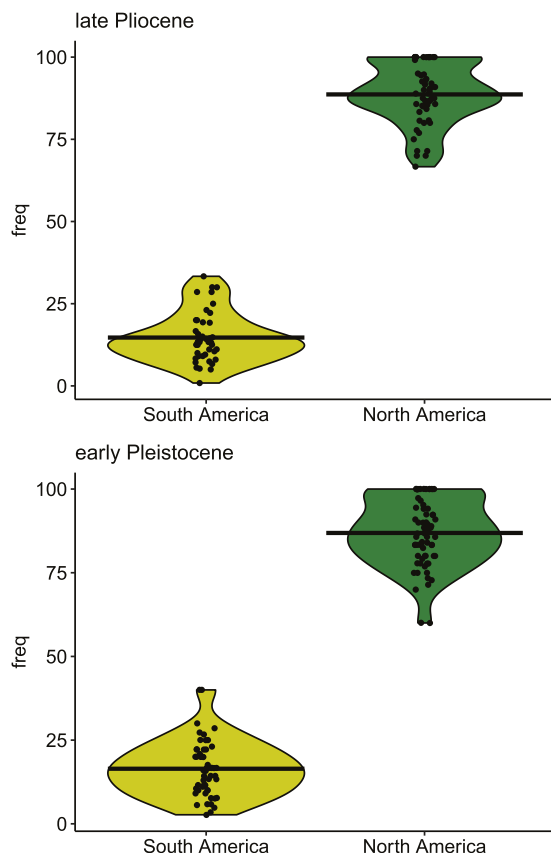 late Pliocene
100
75
50
25
0
freq
South America North America
early Pleistocene
100
75
50
25
0
freq
South America North America